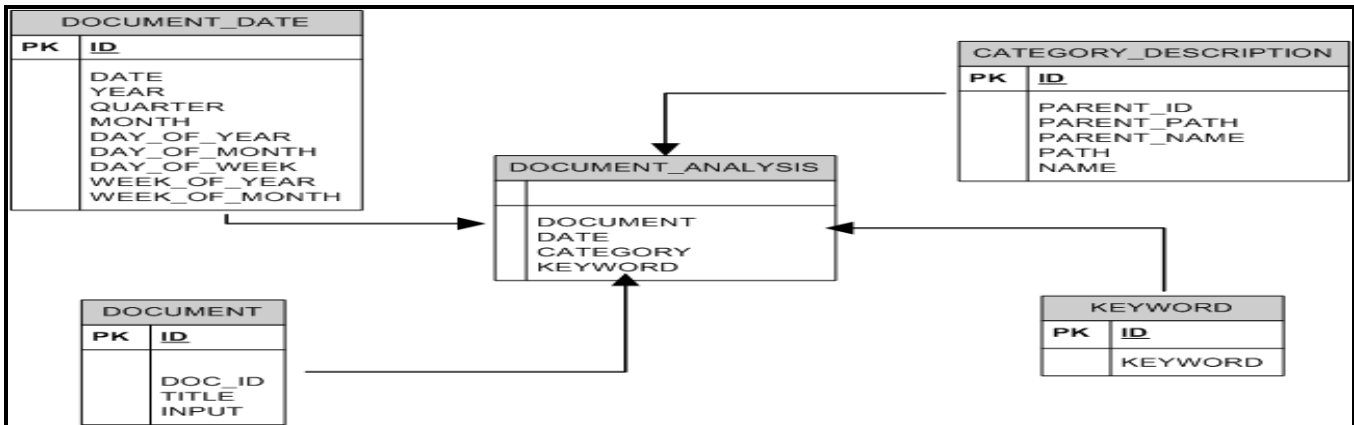 DOCUMENT_DATE
PK ID
DATE
YEAR
QUARTER
MONTH
DAY_OF_YEAR
DAY_OF_MONTH
DAY_OF_WEEK
WEEK_OF_YEAR
WEEK_OF_MONTH
CATEGORY_DESCRIPTION
PK ID
PARENT_ID
PARENT_PATH
PARENT_NAME
PATH
NAME
DOCUMENT_ANALYSIS
DOCUMENT
DATE
CATEGORY
KEYWORD
DOCUMENT
PK ID
DOC_ID
TITLE
INPUT
KEYWORD
PK ID
KEYWORD